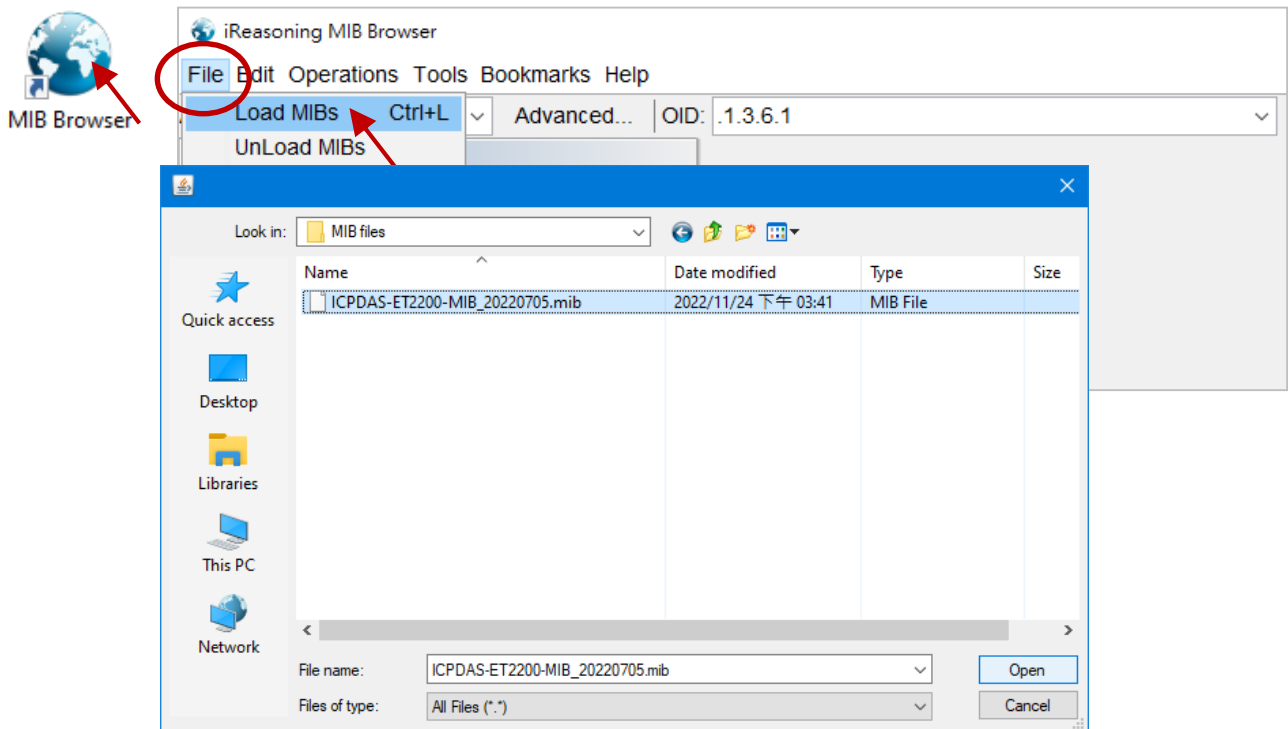 MIB Browser
iReasoning MIB Browser
File Edit Operations Tools Bookmarks Help
Load MIBs Ctrl+L
Advanced... OID: .1.3.6.1
UnLoad MIBs
Look in: MIB files
Name Date modified Type Size
ICPDAS-ET2200-MIB_20220705.mib 2022/11/24 下午 03:41 MIB File
Quick access
Desktop
Libraries
This PC
Network
File name: ICPDAS-ET2200-MIB_20220705.mib Open
Files of type: All Files (*.*) Cancel